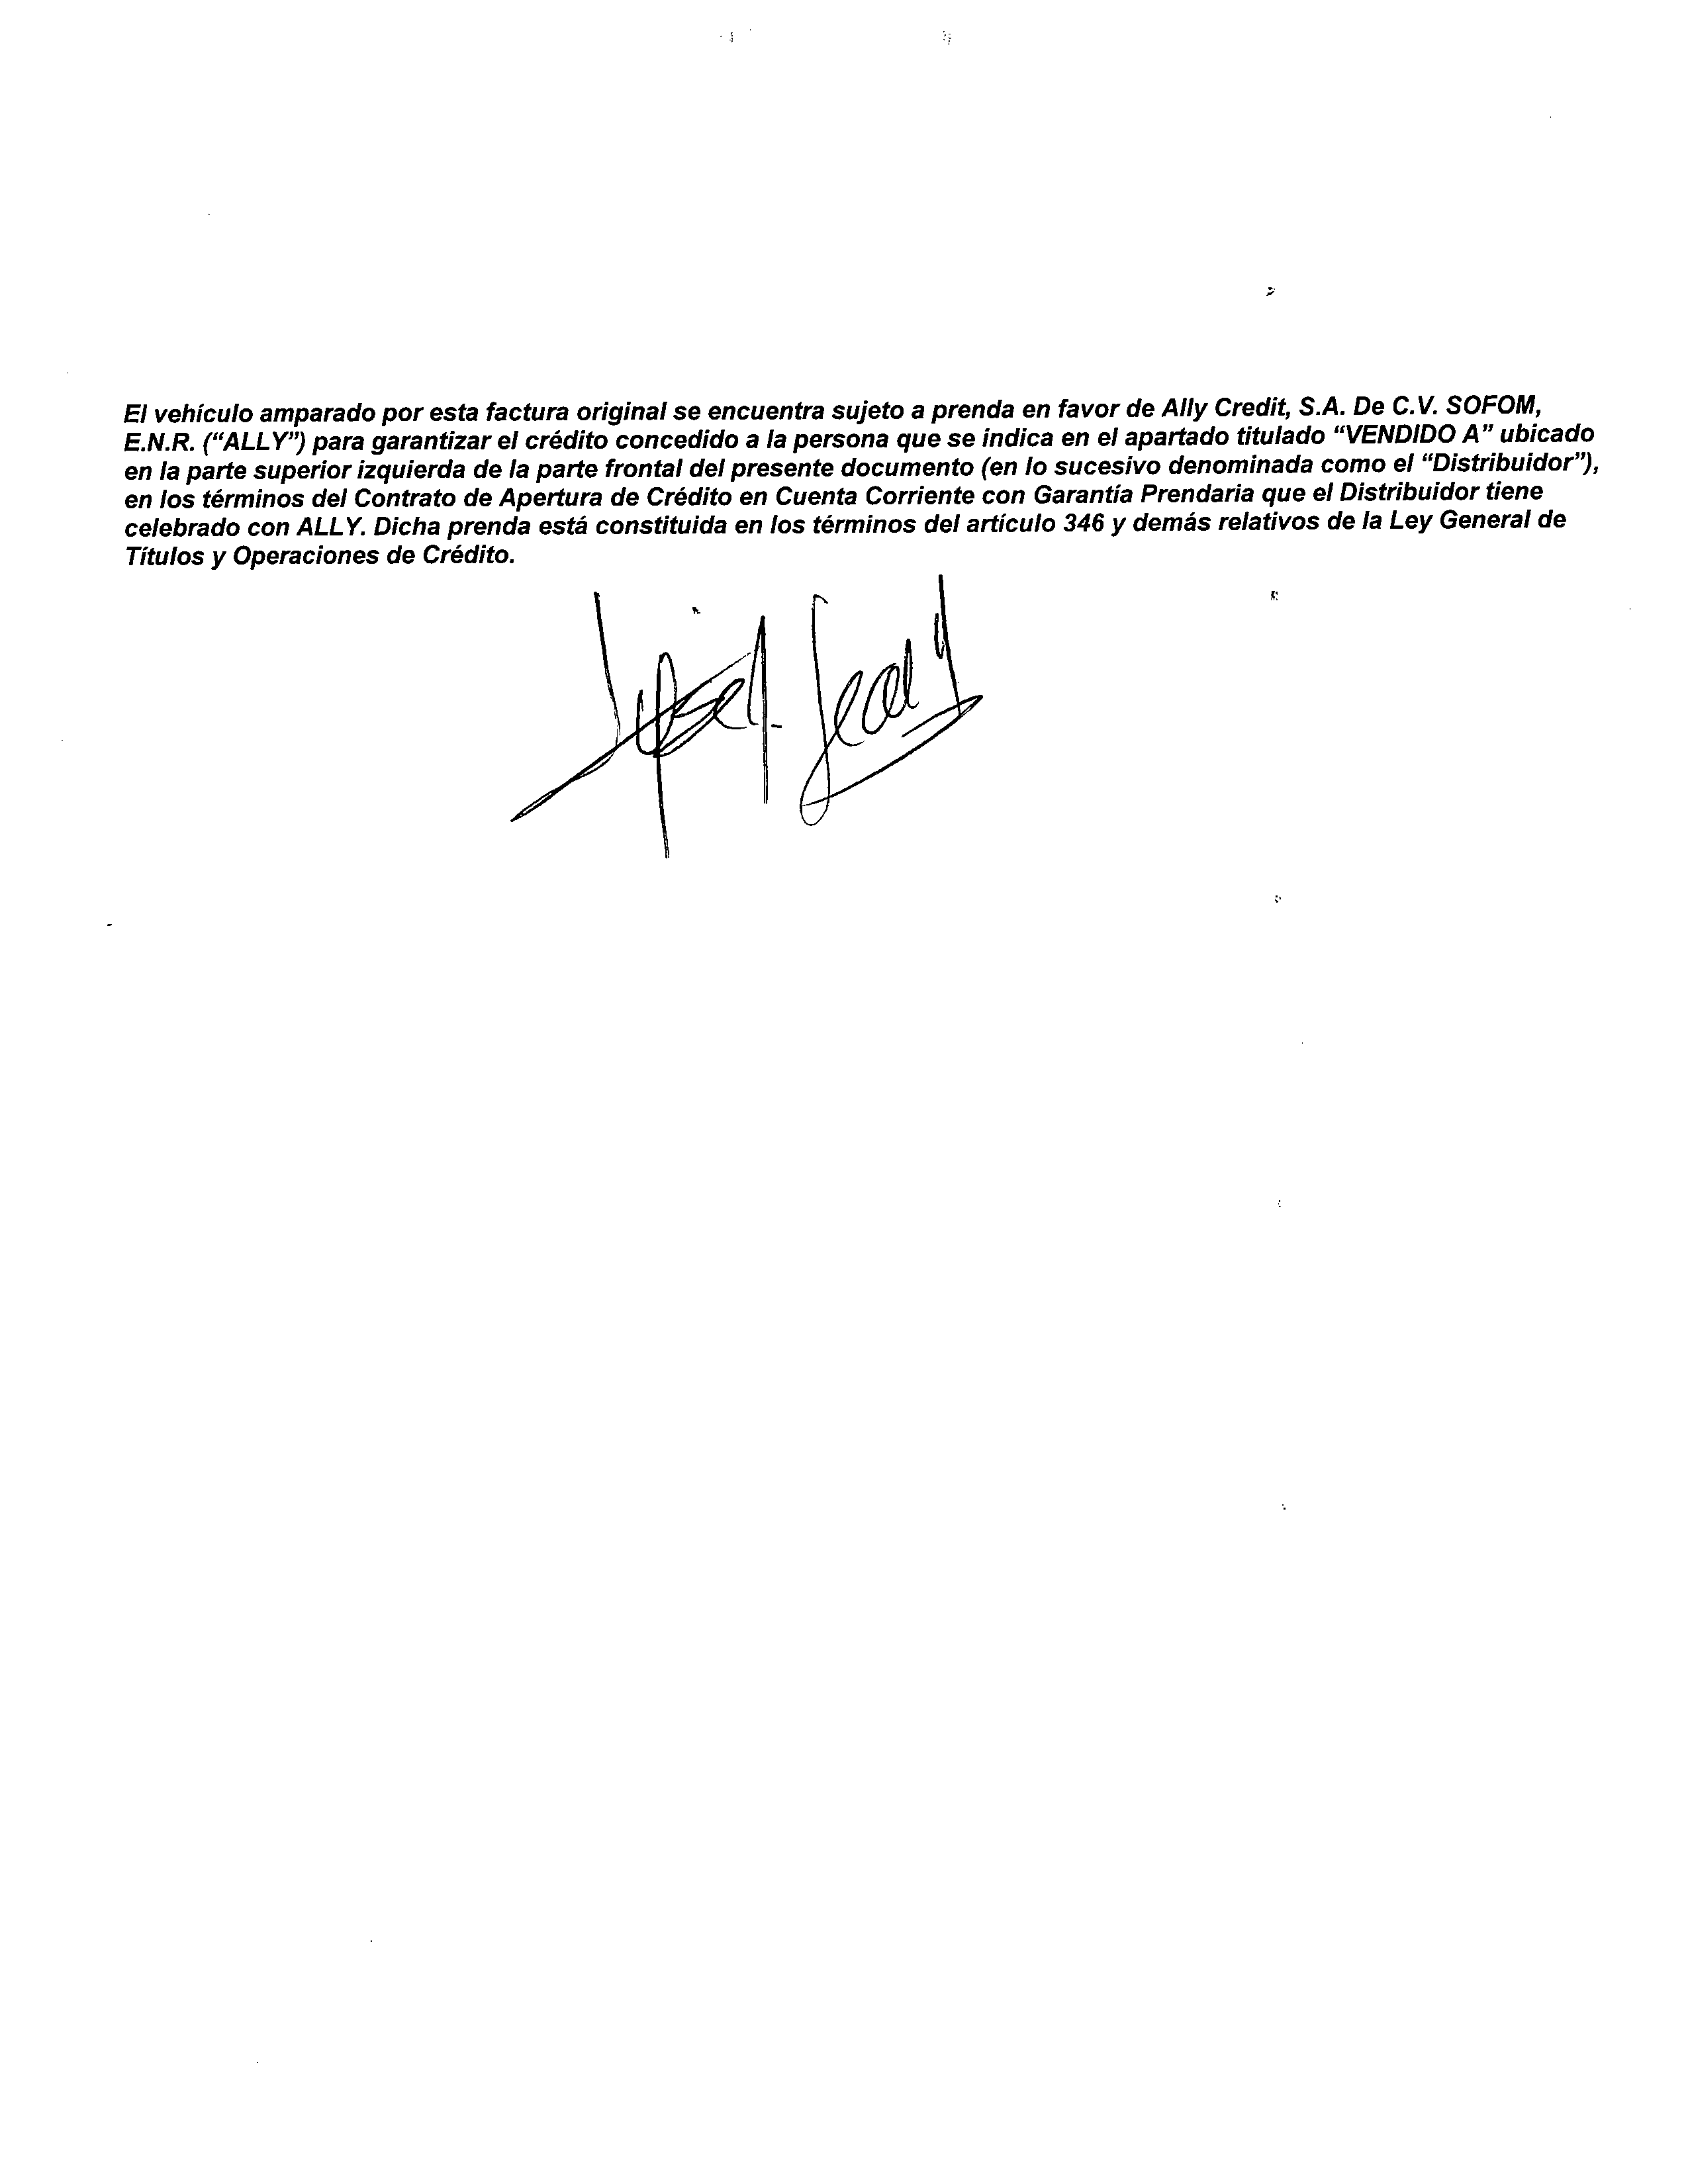 El vehículo amparado por esta factura original se encuentra sujeto a prenda en favor de Ally Credit, S.A. De C.V. SOFOM,
E.N.R. (“ALLY”) para garantizar el crédito concedido a la persona que se indica en el apartado titulado “VENDIDO A” ubicado
en la parte superior izquierda de la parte frontal del presente documento (en lo sucesivo denominada como el “Distribuidor”),
en los términos del Contrato de Apertura de Crédito en Cuenta Corriente con Garantía Prendaria que el Distribuidor tiene
celebrado con ALLY. Dicha prenda está constituida en los términos del artículo 346 y demás relativos de la Ley General de
Títulos y Operaciones de Crédito.